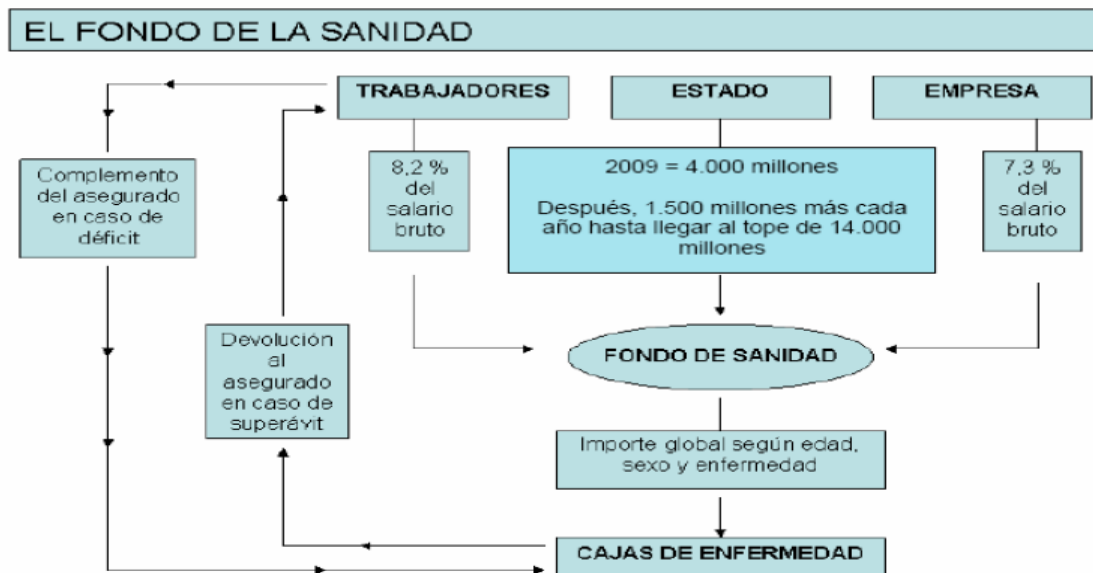 EL FONDO DE LA SANIDAD
TRABAJADORES
ESTADO
EMPRESA
Complemento
del asegurado
en caso de
déficit
8,2 %
del
salario
bruto
2009 = 4.000 millones
Después, 1.500 millones más cada
año hasta llegar al tope de 14.000
millones
7,3 %
del
salario
bruto
Devolución
al
asegurado
en caso de
superávit
FONDO DE SANIDAD
Importe global según edad,
sexo y enfermedad
CAJAS DE ENFERMEDAD